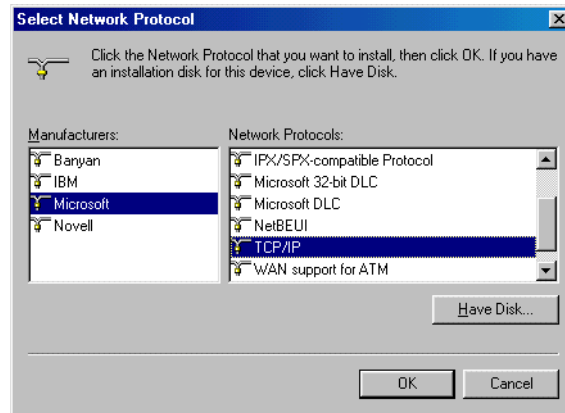 Select Network Protocol
Click the Network Protocol that you want to install, then click OK. If you have
an installation disk for this device, click Have Disk.
Manufacturers:
Banyan
IBM
Microsoft
Novell
Network Protocols:
IPX/SPX-compatible Protocol
Microsoft 32-bit DLC
Microsoft DLC
NetBEUI
TCP/IP
WAN support for ATM
Have Disk...
OK
Cancel